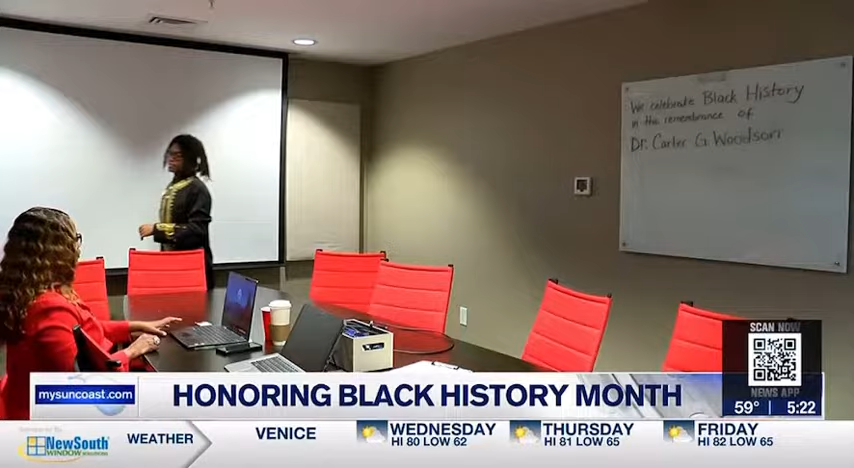 We celebrate Black History
in the remembrance of
Dr. Carter G. Woodson
SCAN NOW
NEWS APP
mysuncoast.com
HONORING BLACK HISTORY MONTH
59° 5:22
NewSouth
WINDOW SOLUTIONS
WEATHER
VENICE
WEDNESDAY
HI 80 LOW 62
THURSDAY
HI 81 LOW 65
FRIDAY
HI 82 LOW 65